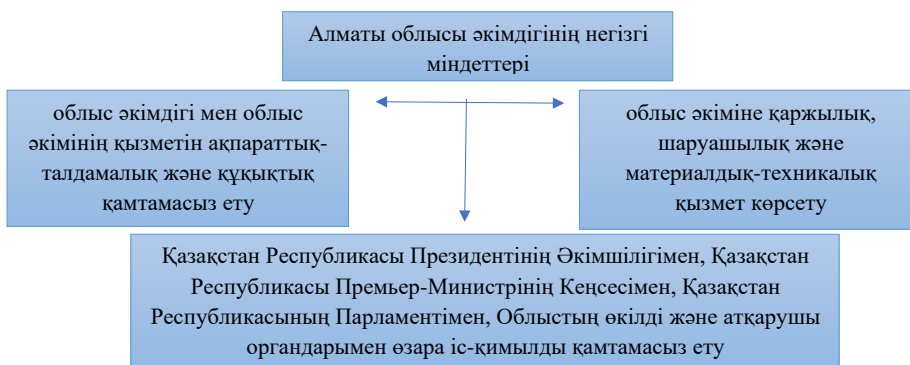 Алматы облысы әкімдігінің негізгі
міндеттері
облыс әкімдігі мен облыс
әкімінің қызметін ақпараттық-
талдамалық және құқықтық
қамтамасыз ету
облыс әкіміне қаржылық,
шаруашылық және
материалдық-техникалық
қызмет көрсету
Қазақстан Республикасы Президентінің Әкімшілігімен, Қазақстан
Республикасы Премьер-Министрінің Кеңсесімен, Қазақстан
Республикасының Парламентімен, Облыстың өкілді және атқарушы
органдарымен өзара іс-қимылды қамтамасыз ету